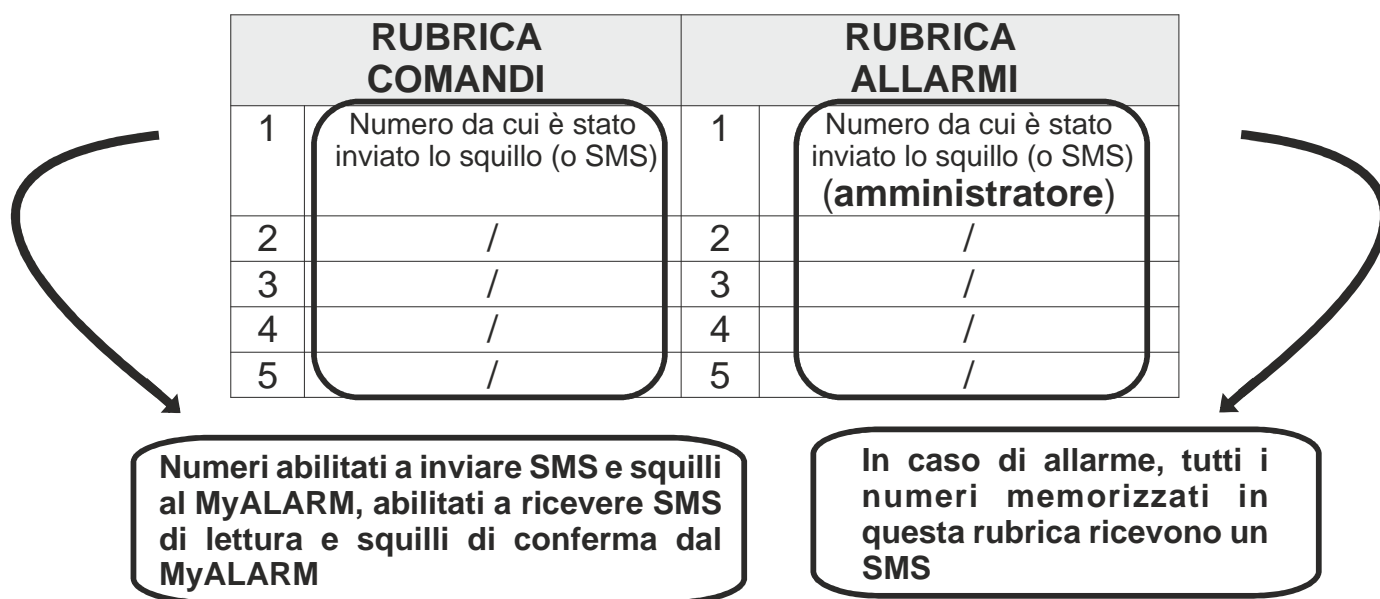 RUBRICA
COMANDI
RUBRICA
ALLARMI
1
Numero da cui è stato
inviato lo squillo (o SMS)
1
Numero da cui è stato
inviato lo squillo (o SMS)
(amministratore)
2 / 2 /
3 / 3 /
4 / 4 /
5 / 5 /
Numeri abilitati a inviare SMS e squilli
al MyALARM, abilitati a ricevere SMS
di lettura e squilli di conferma dal
MyALARM
In caso di allarme, tutti i
numeri memorizzati in
questa rubrica ricevono un
SMS